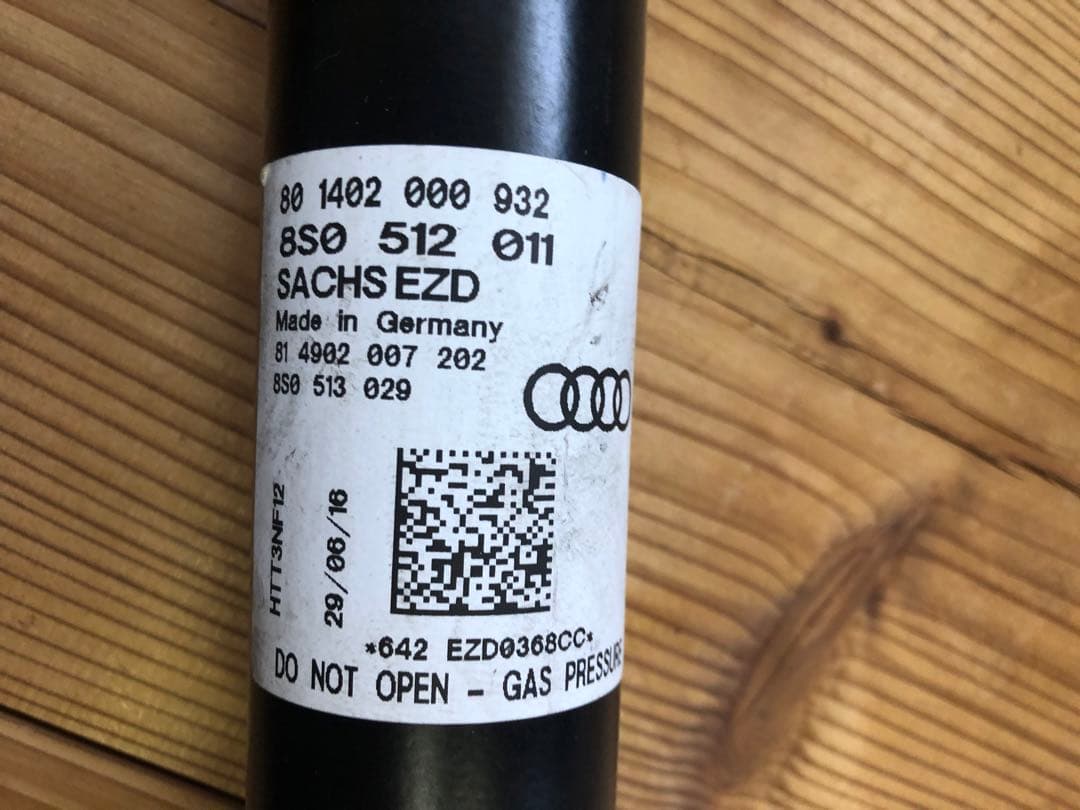 80 1402 000 932
8S0 512 011
SACHS EZD
Made in Germany
81 4902 007 202
8S0 513 029
HTT3NF12
29/06/16
*642 EZD0368CC*
DO NOT OPEN - GAS PRESSURE